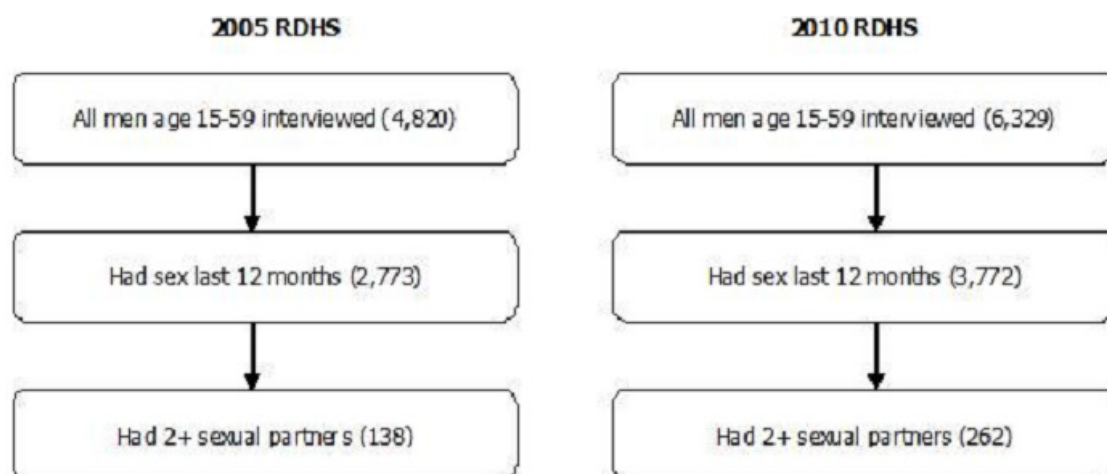 2005 RDHS
All men age 15-59 interviewed (4,820)
Had sex last 12 months (2,773)
Had 2+ sexual partners (138)
2010 RDHS
All men age 15-59 interviewed (6,329)
Had sex last 12 months (3,772)
Had 2+ sexual partners (262)